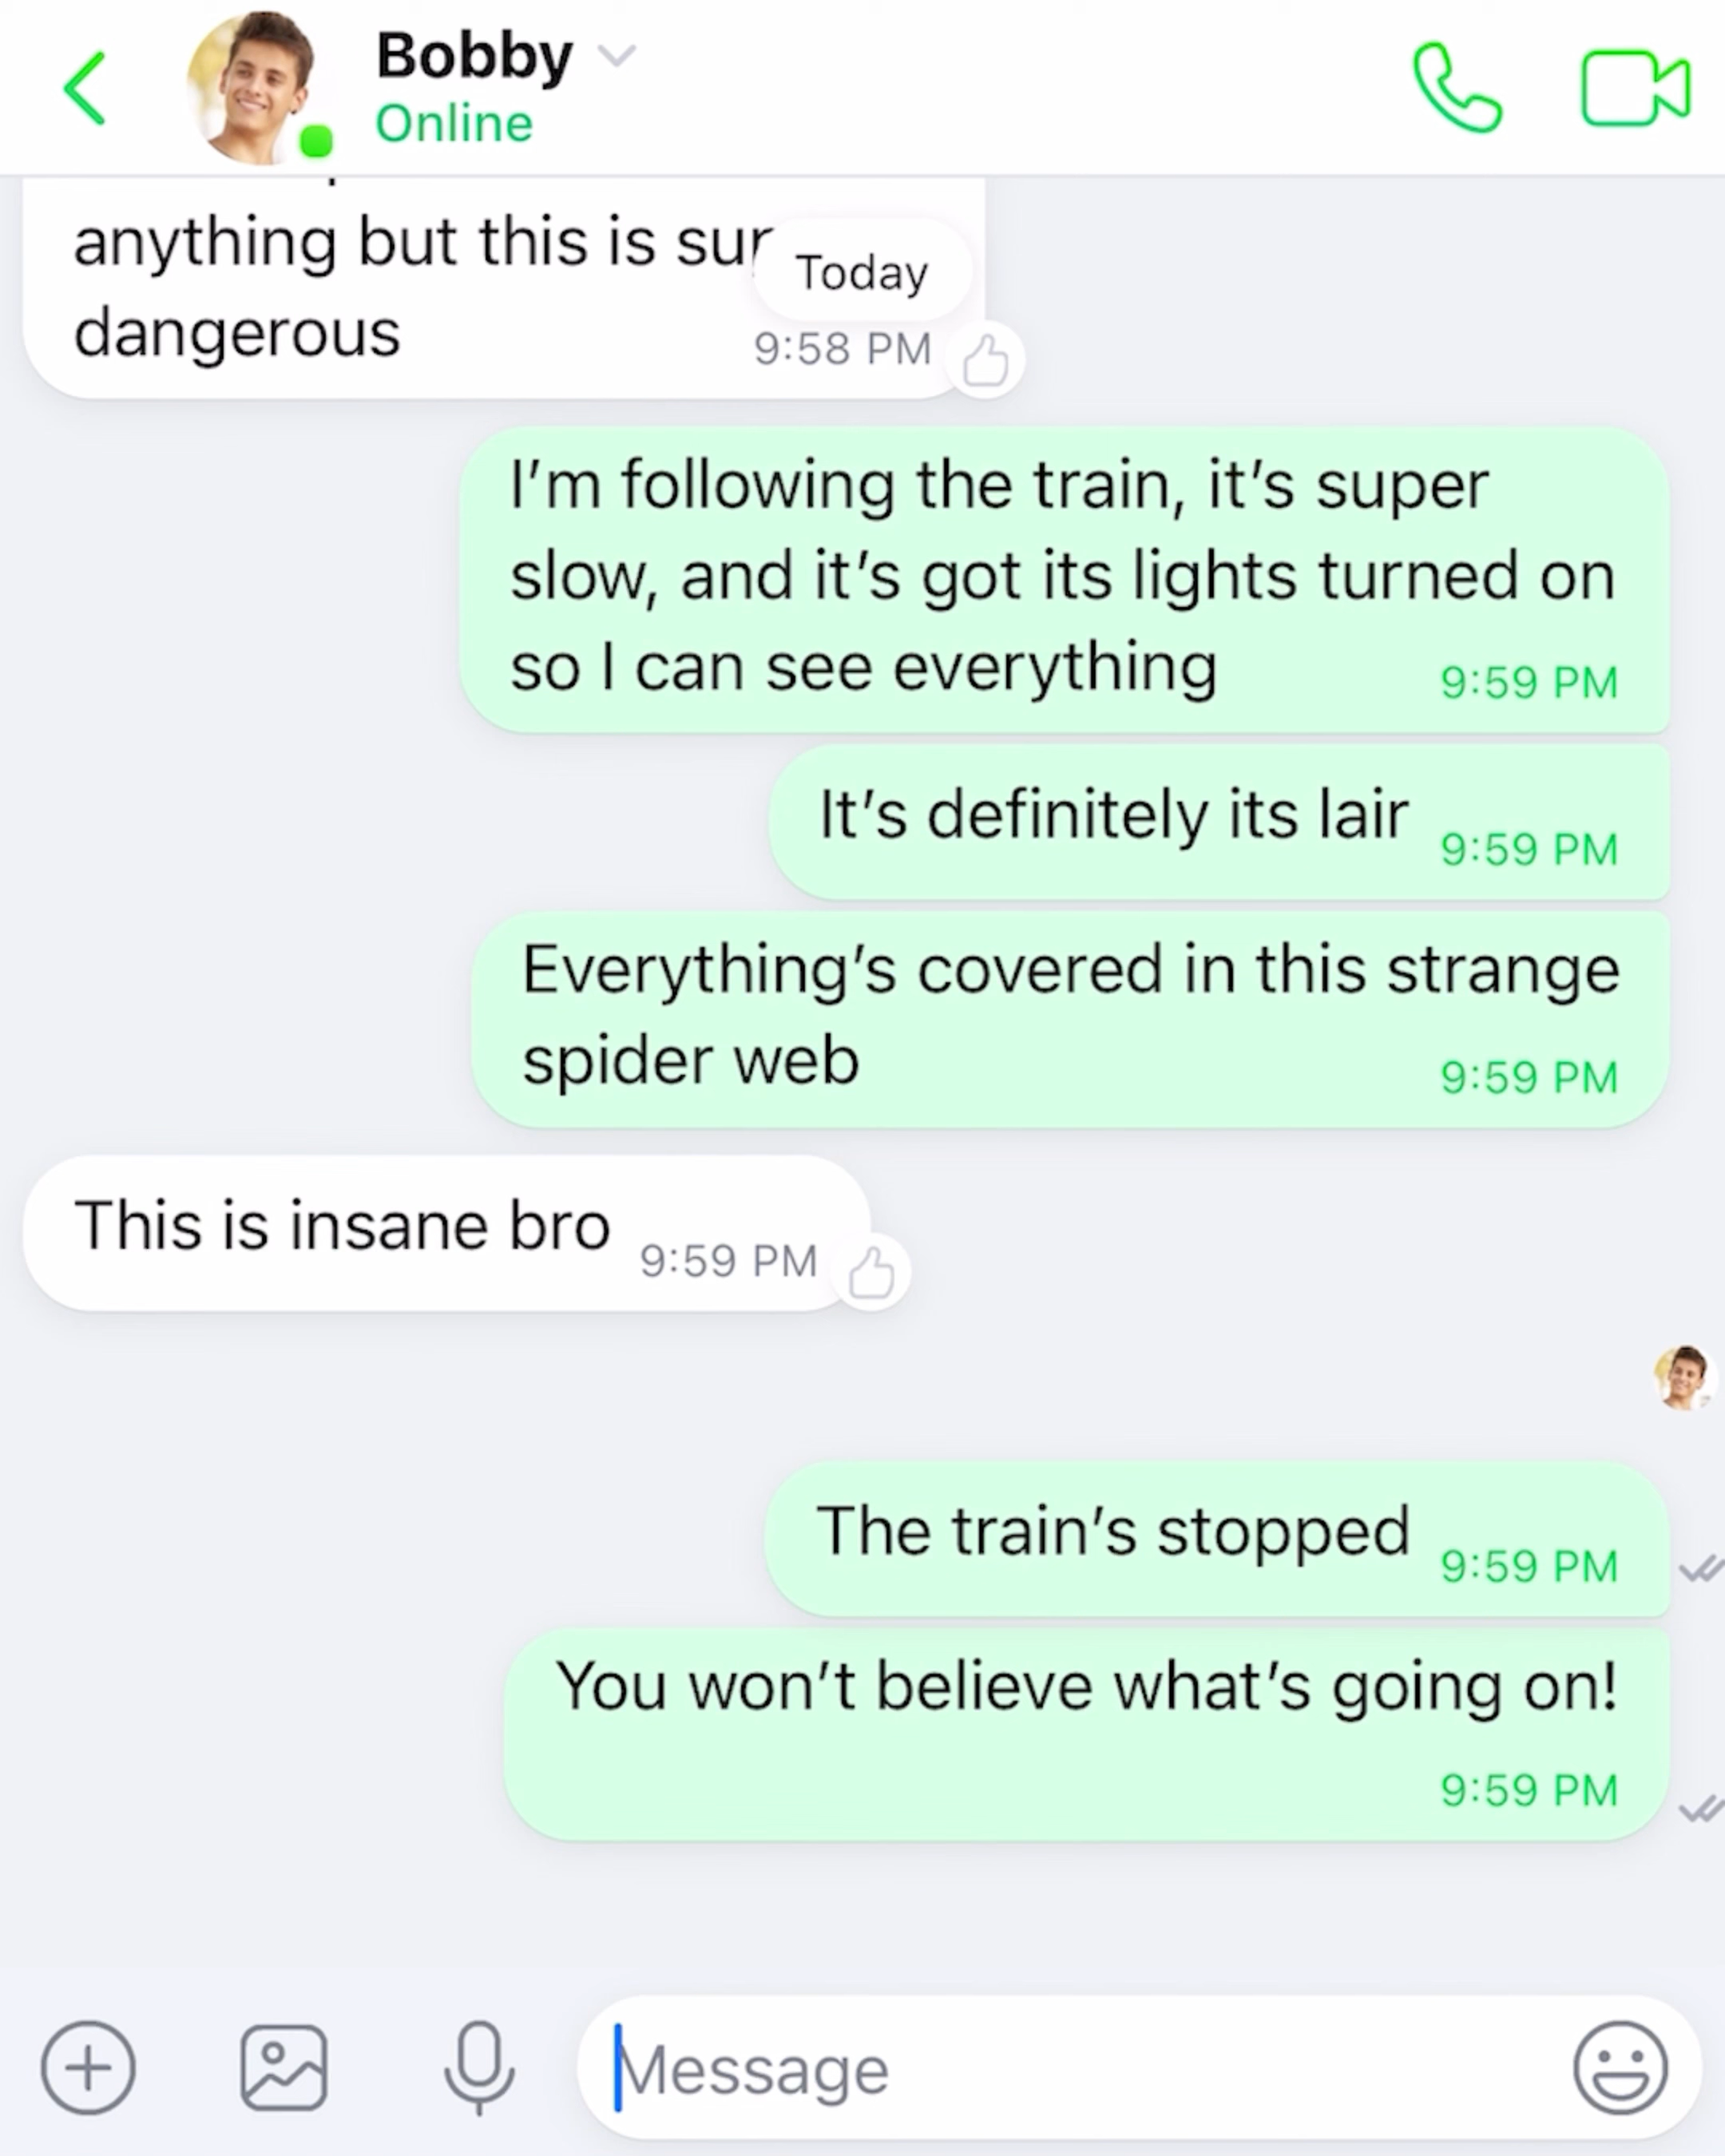 Bobby
Online
anything but this is
Today
dangerous
9:58 PM
I'm following the train, it's super
slow, and it's got its lights turned on
so I can see everything
9:59 PM
It's definitely its lair
9:59 PM
Everything's covered in this strange
spider web
9:59 PM
This is insane bro
9:59 PM
The train's stopped
9:59 PM
You won't believe what's going on!
9:59 PM
Message